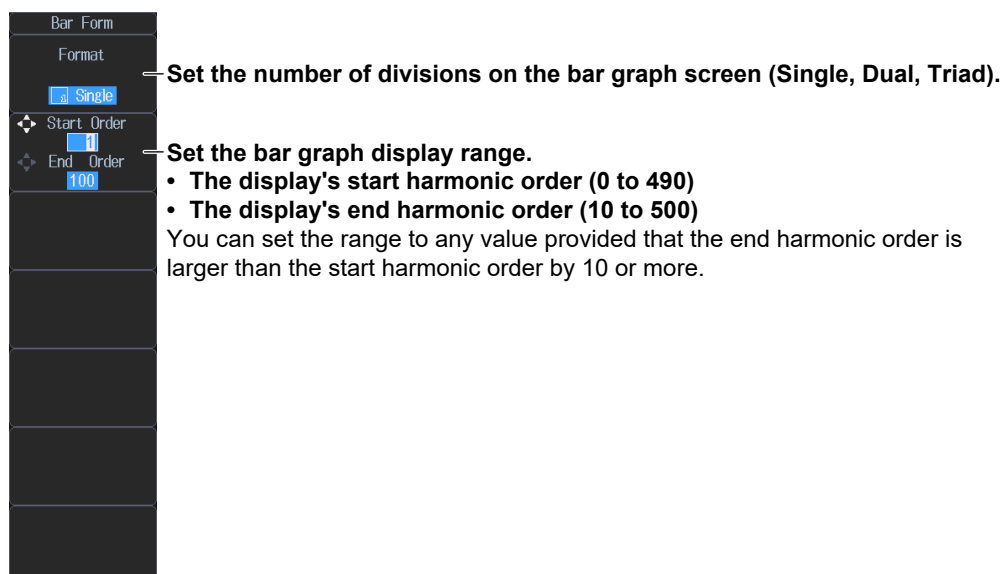 Bar Form
Format
Single
Set the number of divisions on the bar graph screen (Single, Dual, Triad).
Start Order
1
End Order
100
Set the bar graph display range.
• The display's start harmonic order (0 to 490)
• The display's end harmonic order (10 to 500)
You can set the range to any value provided that the end harmonic order is
larger than the start harmonic order by 10 or more.